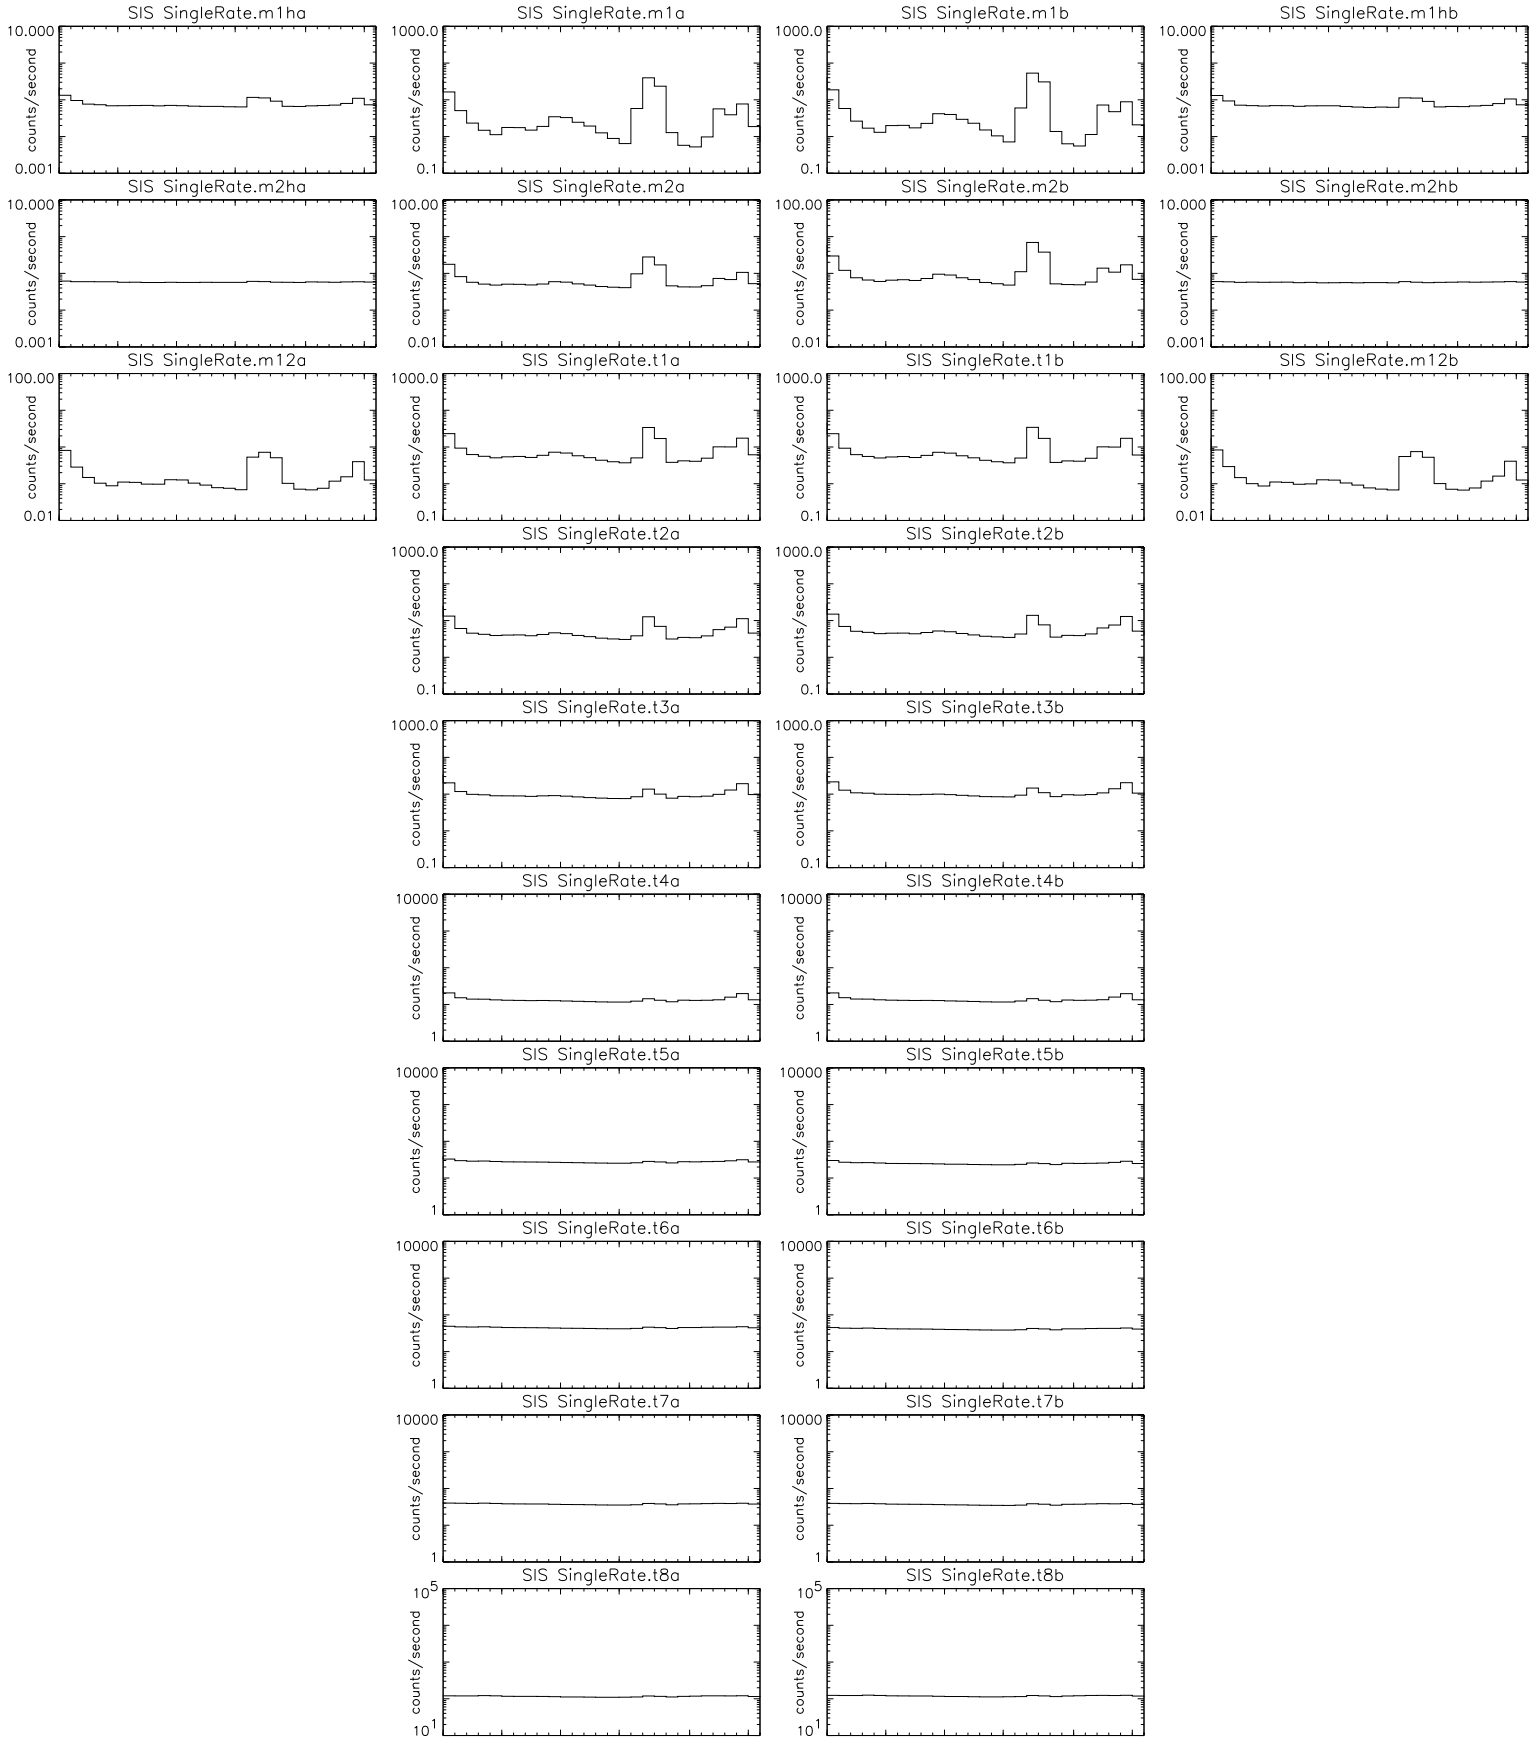 SIS SingleRate.m1ha
10.000
counts/second
0.001
SIS SingleRate.m1a
1000.0
counts/second
0.1
SIS SingleRate.m1b
1000.0
counts/second
0.1
SIS SingleRate.m1hb
10.000
counts/second
0.001
SIS SingleRate.m2ha
10.000
counts/second
0.001
SIS SingleRate.m2a
100.00
counts/second
0.01
SIS SingleRate.m2b
100.00
counts/second
0.01
SIS SingleRate.m2hb
10.000
counts/second
0.001
SIS SingleRate.m12a
100.00
counts/second
0.01
SIS SingleRate.t1a
1000.0
counts/second
0.1
SIS SingleRate.t1b
1000.0
counts/second
0.1
SIS SingleRate.m12b
100.00
counts/second
0.01
SIS SingleRate.t2a
1000.0
counts/second
0.1
SIS SingleRate.t2b
1000.0
counts/second
0.1
SIS SingleRate.t3a
1000.0
counts/second
0.1
SIS SingleRate.t3b
1000.0
counts/second
0.1
SIS SingleRate.t4a
10000
counts/second
1
SIS SingleRate.t4b
10000
counts/second
1
SIS SingleRate.t5a
10000
counts/second
1
SIS SingleRate.t5b
10000
counts/second
1
SIS SingleRate.t6a
10000
counts/second
1
SIS SingleRate.t6b
10000
counts/second
1
SIS SingleRate.t7a
10000
counts/second
1
SIS SingleRate.t7b
10000
counts/second
1
SIS SingleRate.t8a
10⁵
counts/second
10¹
SIS SingleRate.t8b
10⁵
counts/second
10¹